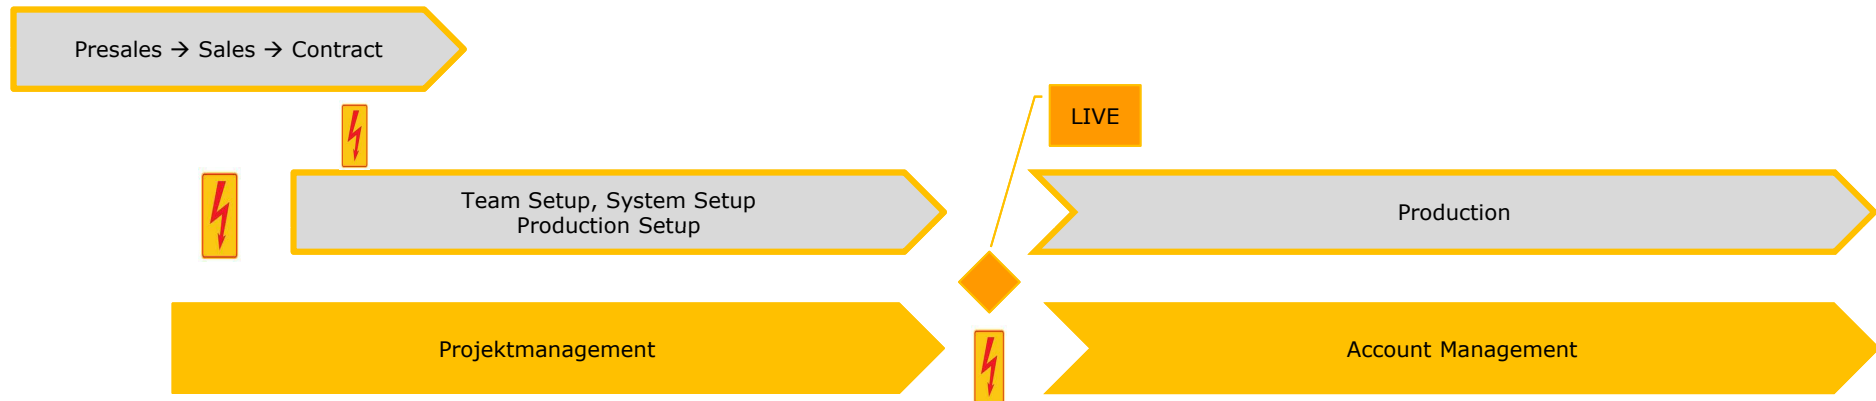 Presales → Sales → Contract
LIVE
Team Setup, System Setup
Production Setup
Production
Projektmanagement
Account Management